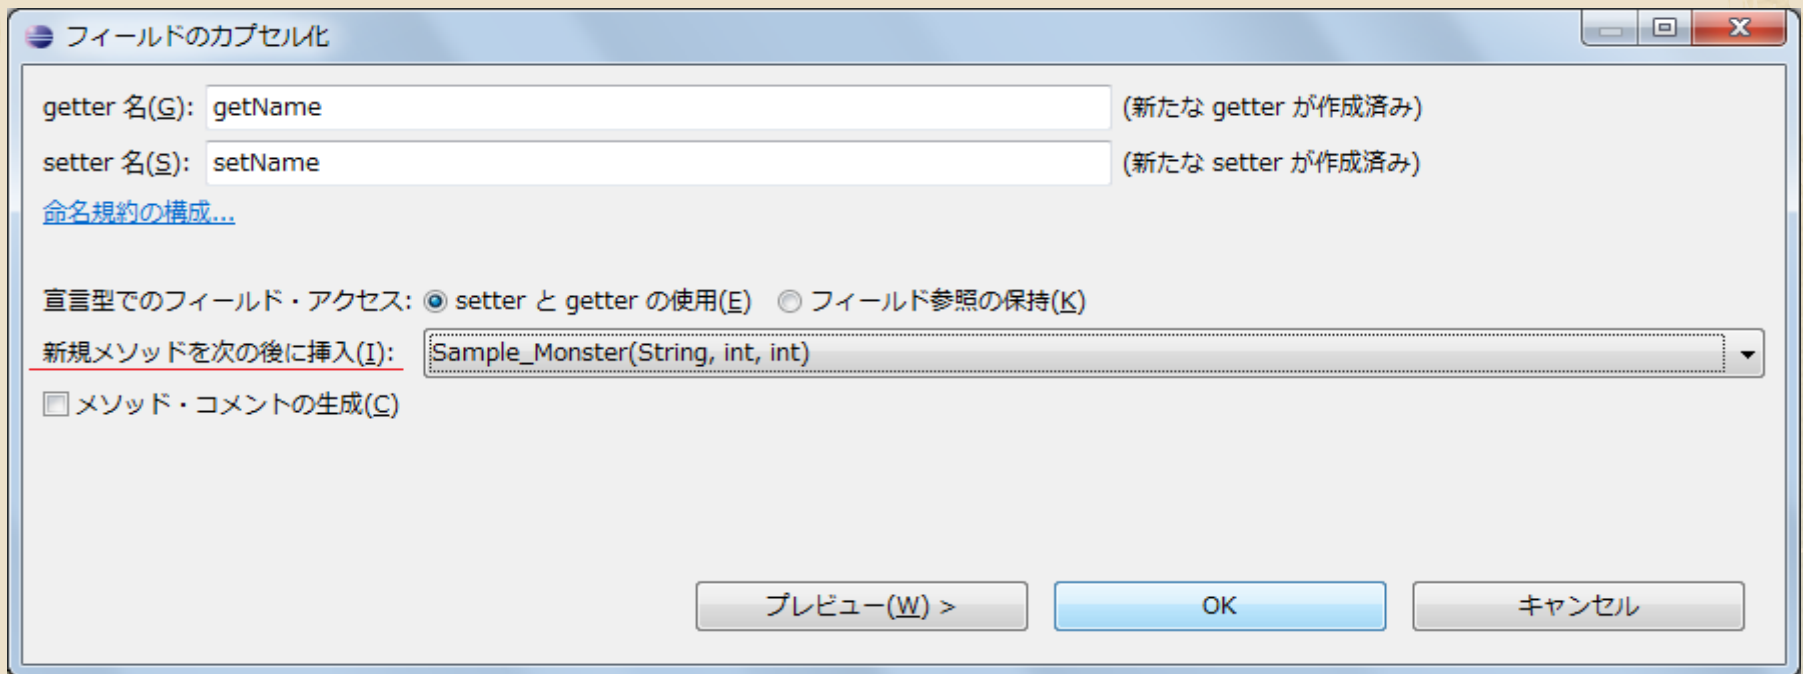 フィールドのカプセル化
getter 名(G): getName (新たな getter が作成済み)
setter 名(S): setName (新たな setter が作成済み)
命名規約の構成...
宣言型でのフィールド・アクセス: setter と getter の使用(E) フィールド参照の保持(K)
新規メソッドを次の後に挿入(I): Sample_Monster(String, int, int)
メソッド・コメントの生成(C)
プレビュー(W) > OK キャンセル